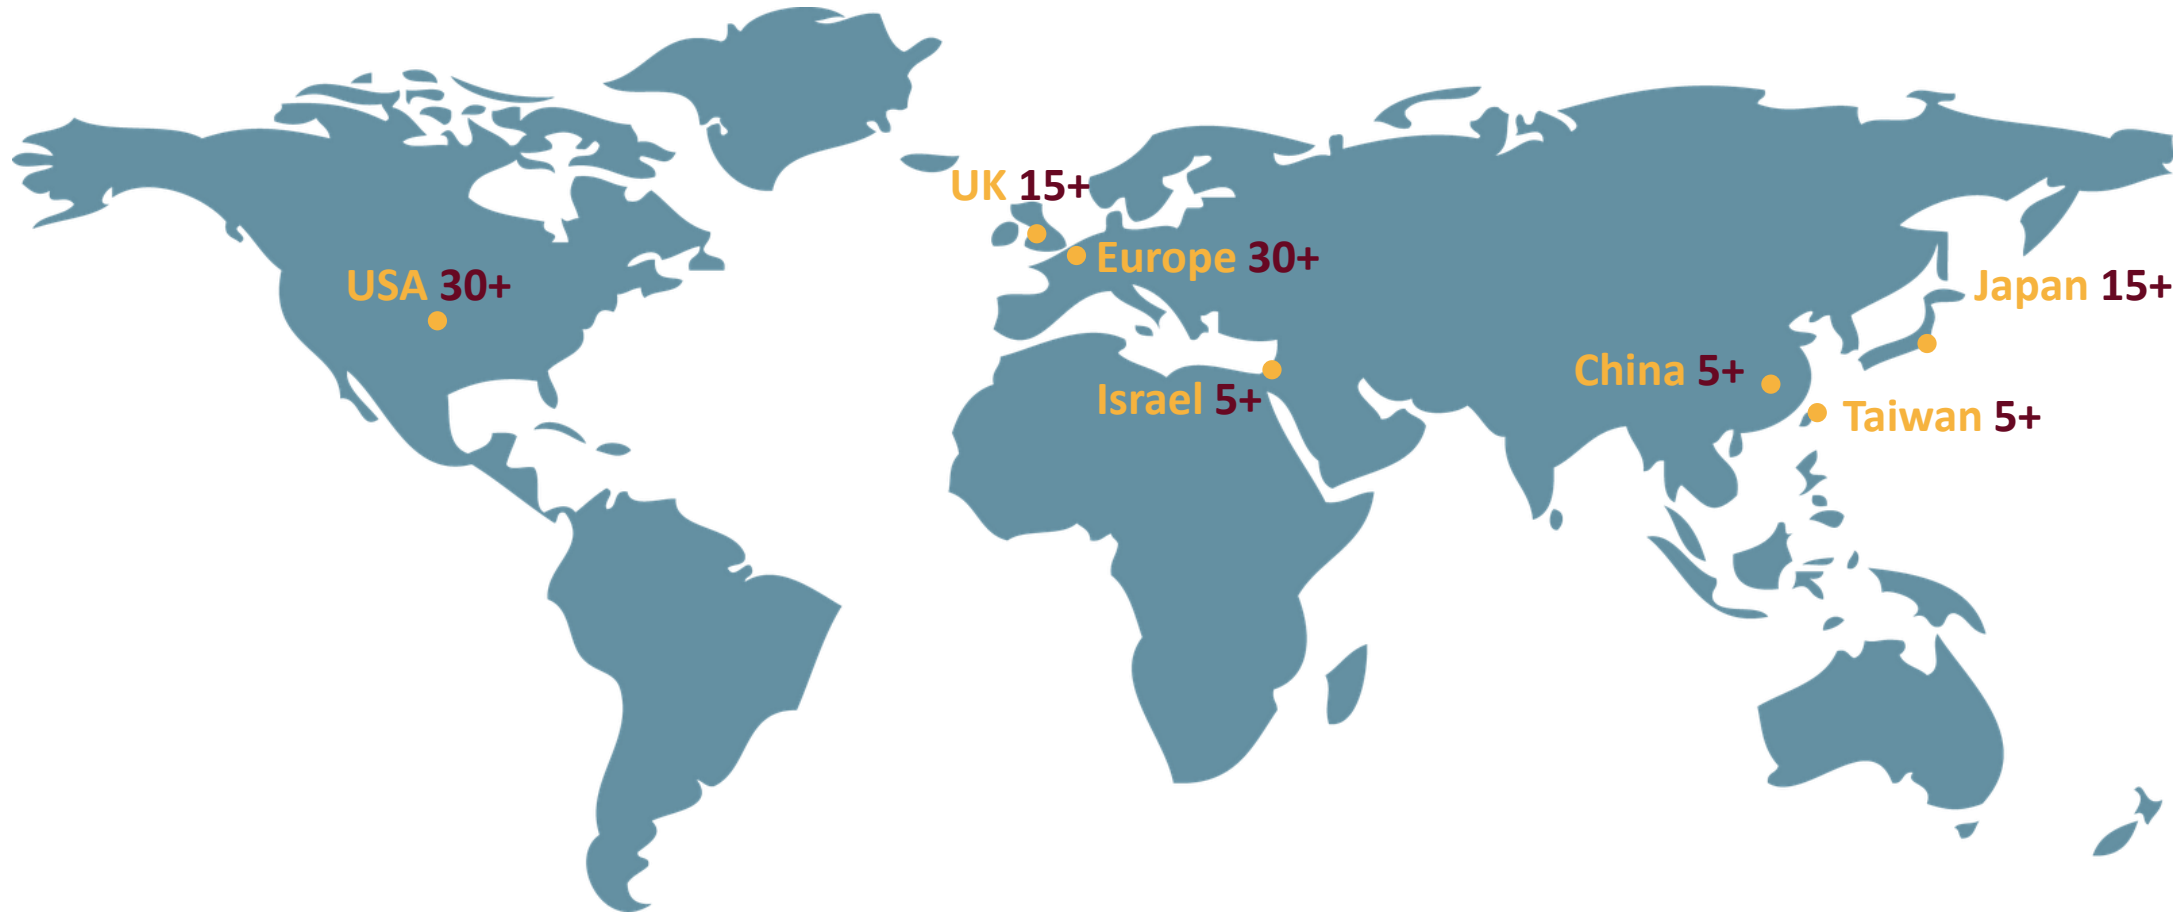 UK 15+
Europe 30+
USA 30+
Japan 15+
China 5+
Israel 5+
Taiwan 5+